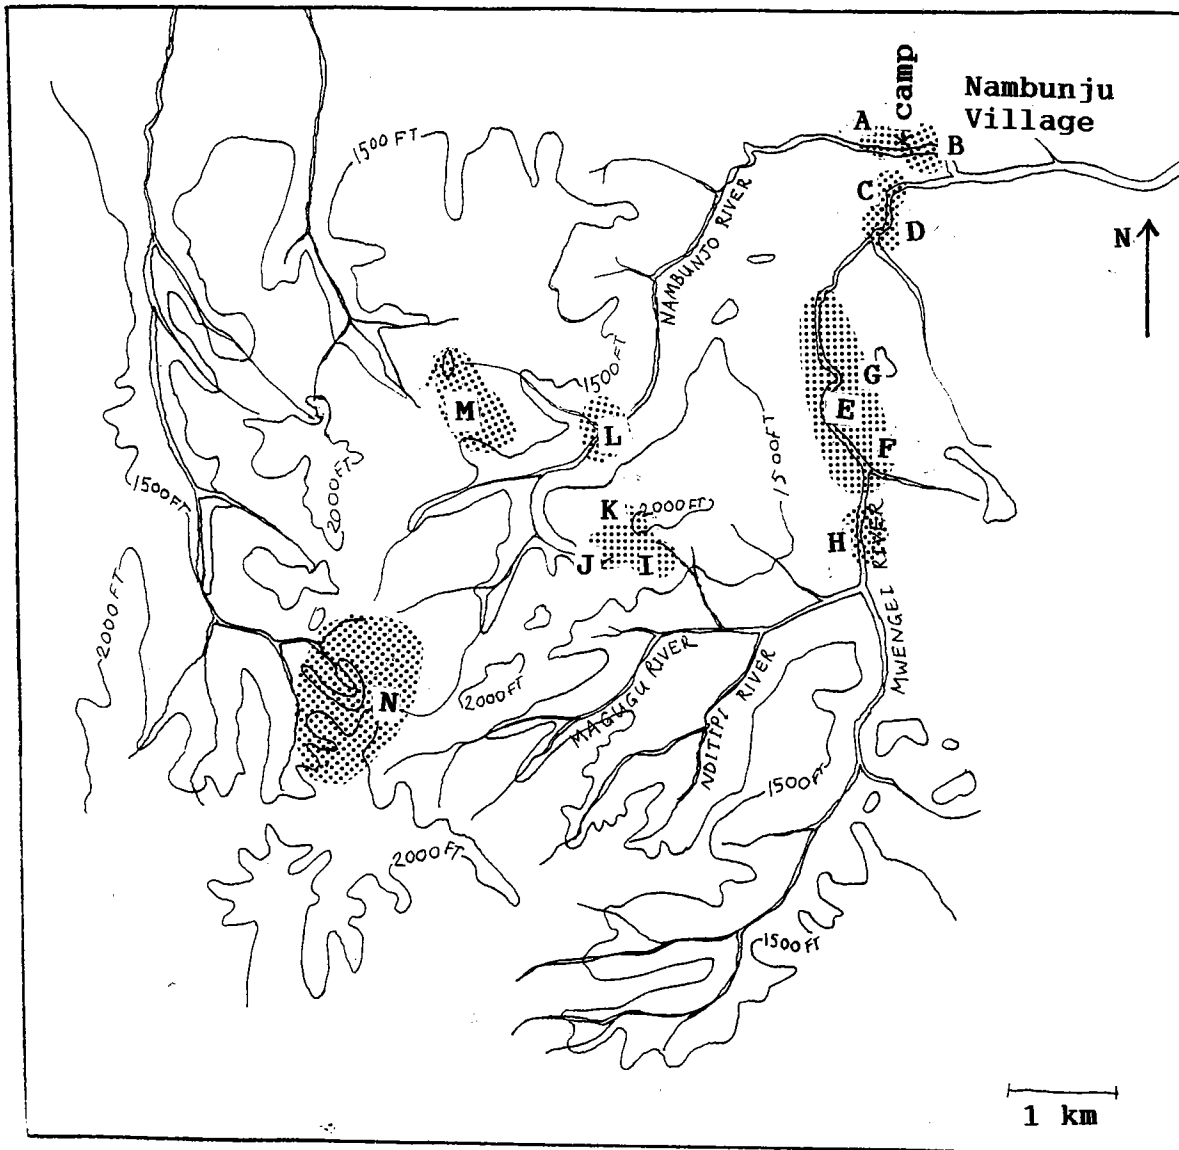 camp
Nambunju
Village
A
B
1500 FT
C
D
N
NAMBUNJO RIVER
G
1500 FT
M
E
L
1500 FT
F
1500 FT
2000 FT
K
2000 FT
H
J
I
2000 FT
MWENGEI RIVER
N
2000 FT
MAGUGU RIVER
NDITIPI RIVER
1500 FT
2000 FT
1500 FT
1 km